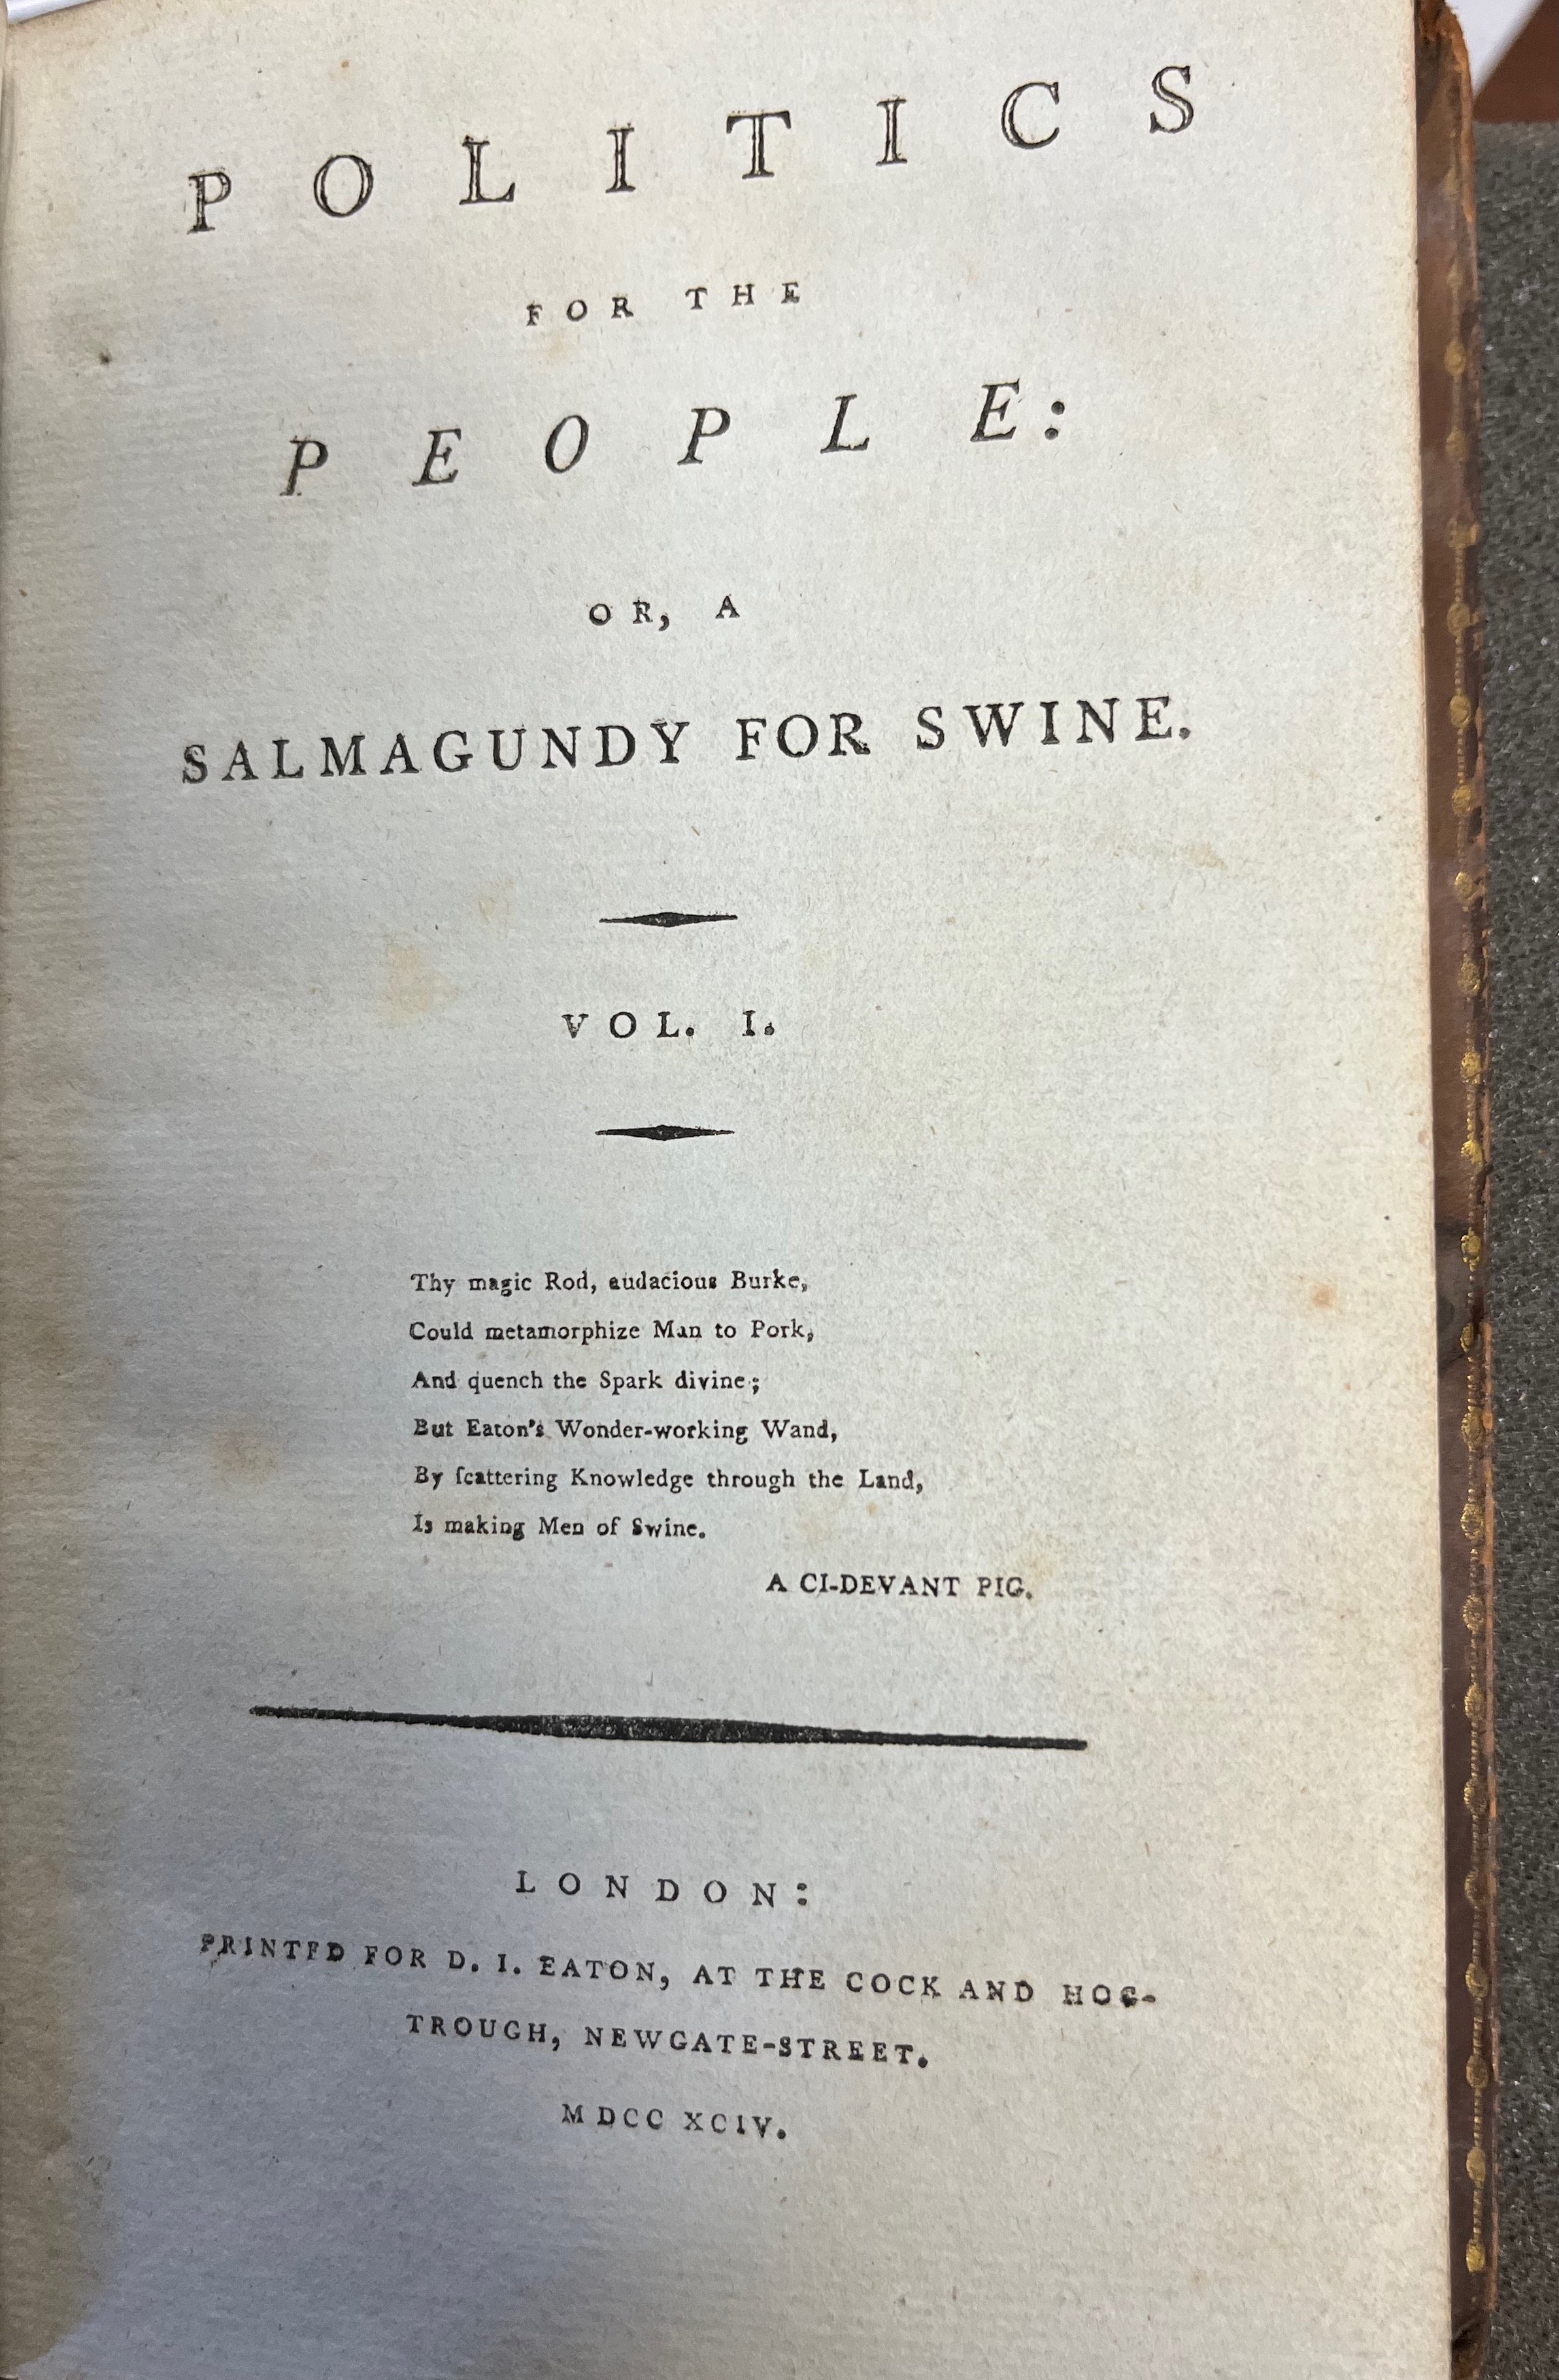 POLITICS
FOR THE
PEOPLE:
OR, A
SALMAGUNDY FOR SWINE.
VOL. I.
Thy magic Rod, audacious Burke,
Could metamorphize Man to Pork,
And quench the Spark divine;
But Eaton's Wonder-working Wand,
By ſcattering Knowledge through the Land,
Is making Men of Swine.
A CI-DEVANT PIG.
LONDON:
PRINTED FOR D. I. EATON, AT THE COCK AND HOG-
TROUGH, NEWGATE-STREET.
MDCC XCIV.